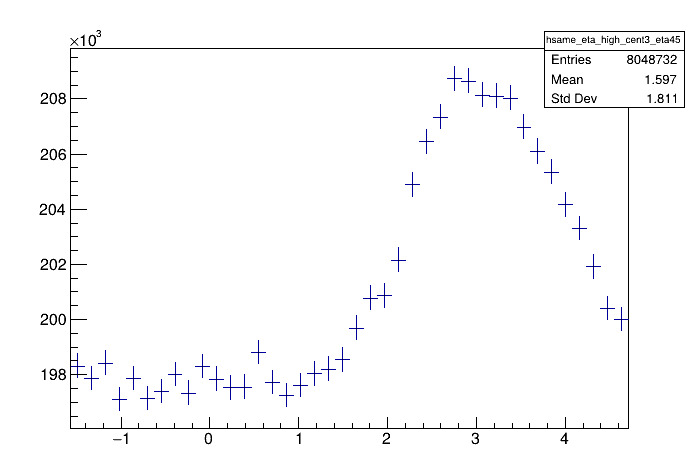 ×10³
hsame_eta_high_cent3_eta45
Entries 8048732
Mean 1.597
Std Dev 1.811
208
206
204
202
200
198
−1 0 1 2 3 4